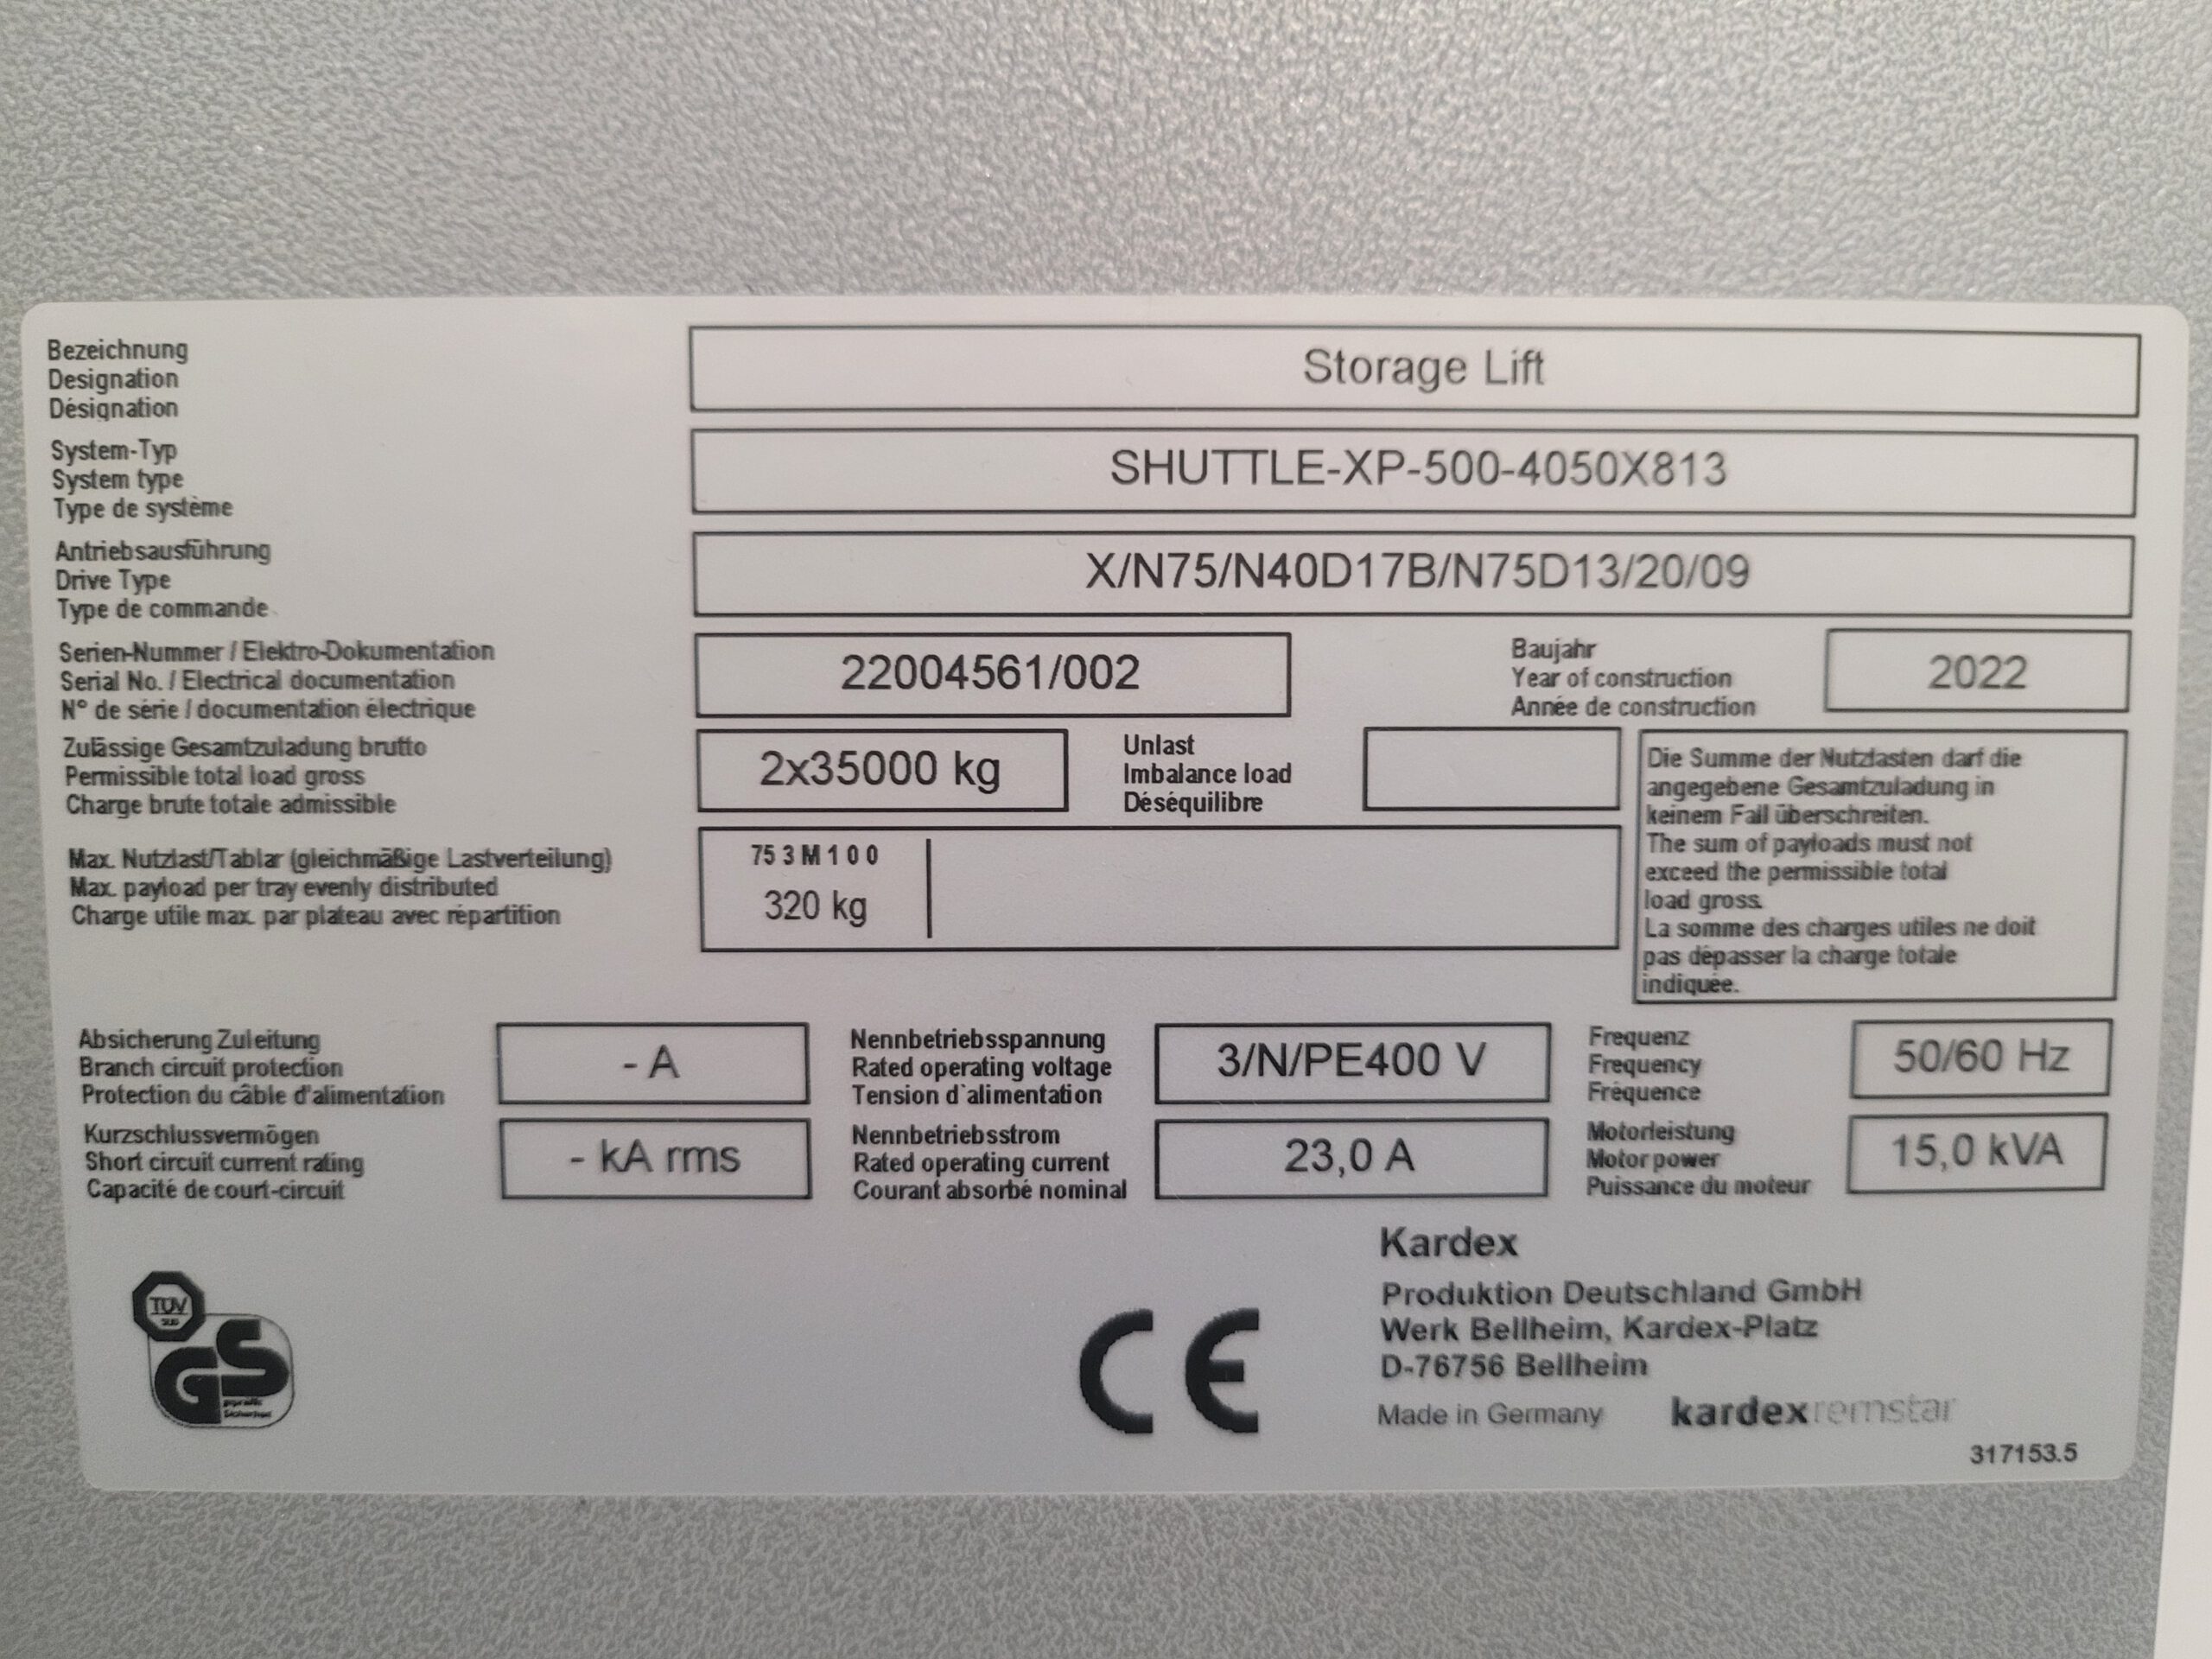 Bezeichnung
Designation
Désignation
Storage Lift
System-Typ
System type
Type de système
SHUTTLE-XP-500-4050X813
Antriebsausführung
Drive Type
Type de commande
X/N75/N40D17B/N75D13/20/09
Serien-Nummer / Elektro-Dokumentation
Serial No. / Electrical documentation
N° de série / documentation électrique
22004561/002
Baujahr
Year of construction
Année de construction
2022
Zulässige Gesamtzuladung brutto
Permissible total load gross
Charge brute totale admissible
2x35000 kg
Unlast
Imbalance load
Déséquilibre
Die Summe der Nutzlasten darf die
angegebene Gesamtzuladung in
keinem Fall überschreiten.
The sum of payloads must not
exceed the permissible total
load gross.
La somme des charges utiles ne doit
pas dépasser la charge totale
indiquée.
Max. Nutzlast/Tablar (gleichmäßige Lastverteilung)
Max. payload per tray evenly distributed
Charge utile max. par plateau avec répartition
753M100
320 kg
Absicherung Zuleitung
Branch circuit protection
Protection du câble d'alimentation
- A
Nennbetriebsspannung
Rated operating voltage
Tension d`alimentation
3/N/PE400 V
Frequenz
Frequency
Fréquence
50/60 Hz
Kurzschlussvermögen
Short circuit current rating
Capacité de court-circuit
- kA rms
Nennbetriebsstrom
Rated operating current
Courant absorbé nominal
23,0 A
Motorleistung
Motor power
Puissance du moteur
15,0 kVA
TÜV
SÜD
GS
geprüfte
Sicherheit
CE
Kardex
Produktion Deutschland GmbH
Werk Bellheim, Kardex-Platz
D-76756 Bellheim
Made in Germany
kardexremstar
317153.5